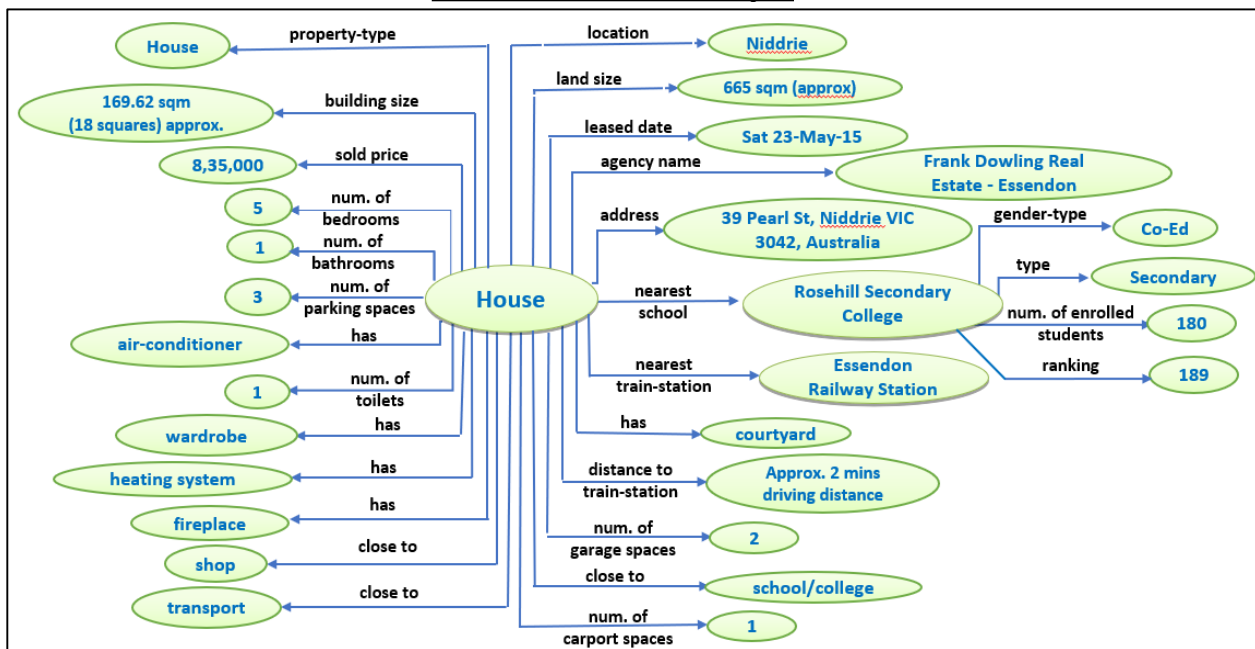 property-type
House
location
Niddrie
building size
169.62 sqm
(18 squares) approx.
land size
665 sqm (approx)
leased date
Sat 23-May-15
sold price
8,35,000
agency name
Frank Dowling Real
Estate - Essendon
num. of
bedrooms
5
address
39 Pearl St, Niddrie VIC
3042, Australia
gender-type
Co-Ed
num. of
bathrooms
1
type
Secondary
num. of
parking spaces
3
House
nearest
school
Rosehill Secondary
College
num. of enrolled
students
180
has
air-conditioner
nearest
train-station
Essendon
Railway Station
ranking
189
num. of
toilets
1
has
wardrobe
has
courtyard
has
heating system
distance to
train-station
Approx. 2 mins
driving distance
has
fireplace
num. of
garage spaces
2
close to
shop
close to
school/college
close to
transport
num. of
carport spaces
1